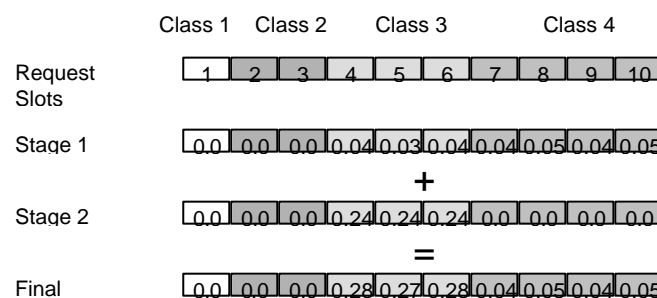 Class 1 Class 2 Class 3 Class 4
Request Slots 1 2 3 4 5 6 7 8 9 10
Stage 1 0.0 0.0 0.0 0.04 0.03 0.04 0.04 0.05 0.04 0.05
+
Stage 2 0.0 0.0 0.0 0.24 0.24 0.24 0.0 0.0 0.0 0.0
=
Final 0.0 0.0 0.0 0.28 0.27 0.28 0.04 0.05 0.04 0.05